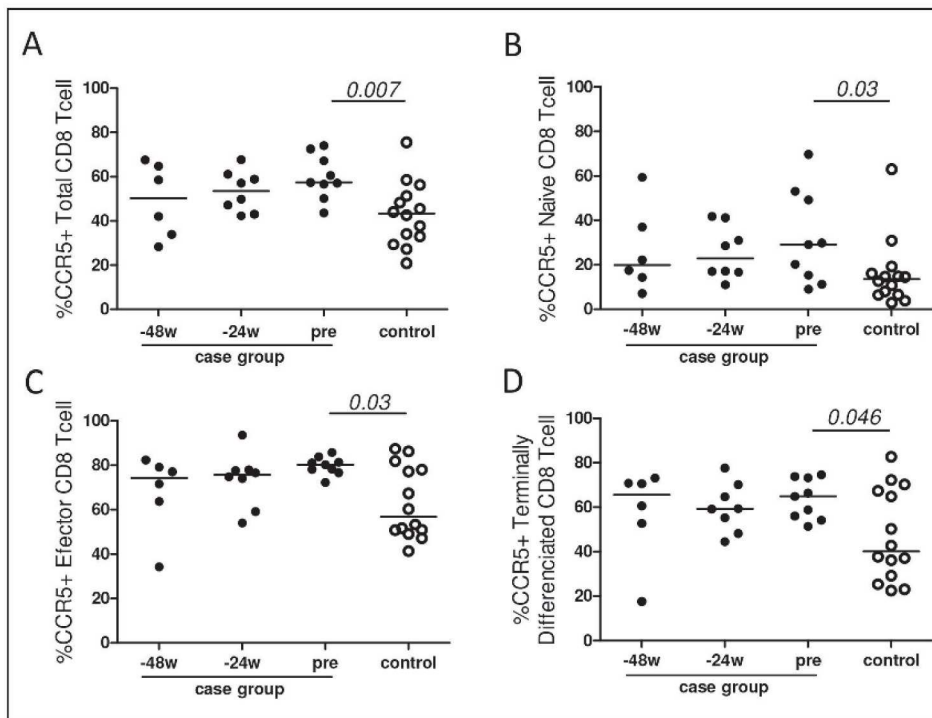 A
%CCR5+ Total CD8 Tcell
100
80
60
40
20
0
0.007
-48w -24w pre control
case group
B
%CCR5+ Naive CD8 Tcell
100
80
60
40
20
0
0.03
-48w -24w pre control
case group
C
%CCR5+ Efector CD8 Tcell
100
80
60
40
20
0
0.03
-48w -24w pre control
case group
D
%CCR5+ Terminally
Differenciated CD8 Tcell
100
80
60
40
20
0
0.046
-48w -24w pre control
case group